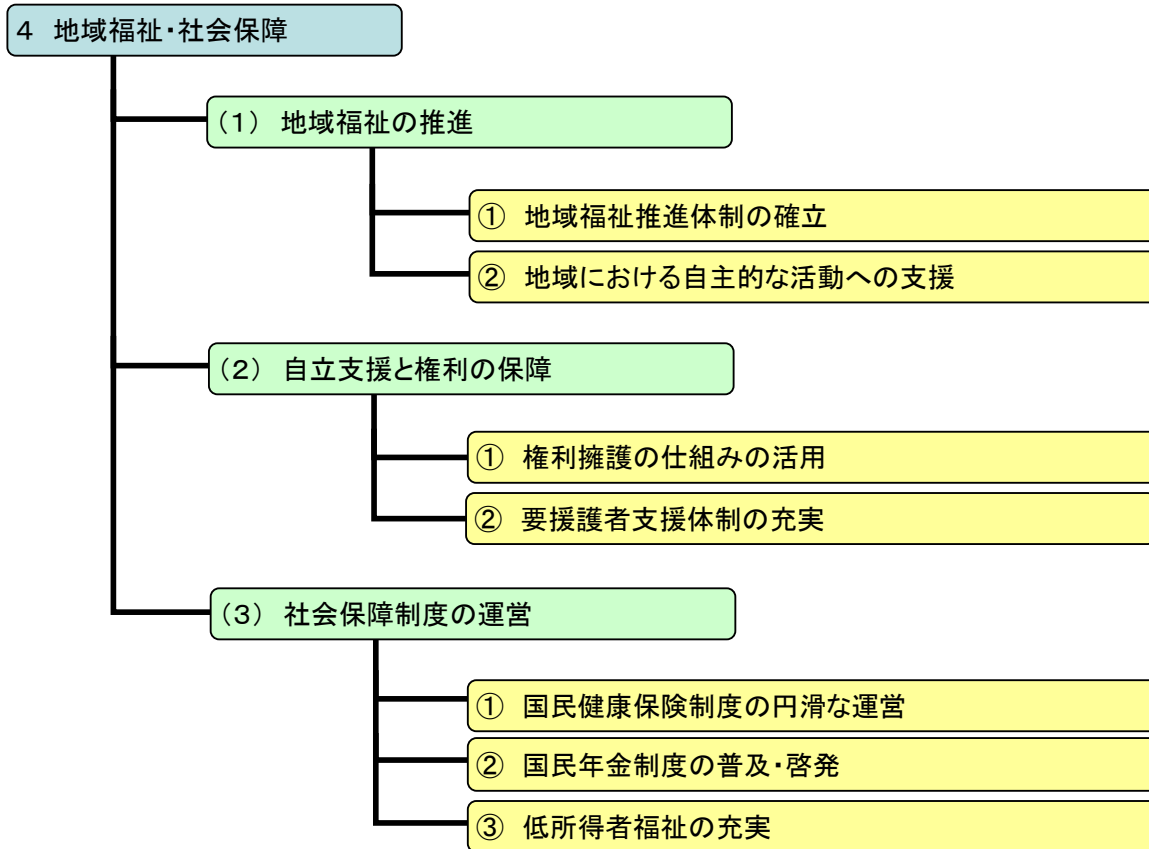 4 地域福祉・社会保障
(1) 地域福祉の推進
① 地域福祉推進体制の確立
② 地域における自主的な活動への支援
(2) 自立支援と権利の保障
① 権利擁護の仕組みの活用
② 要援護者支援体制の充実
(3) 社会保障制度の運営
① 国民健康保険制度の円滑な運営
② 国民年金制度の普及・啓発
③ 低所得者福祉の充実